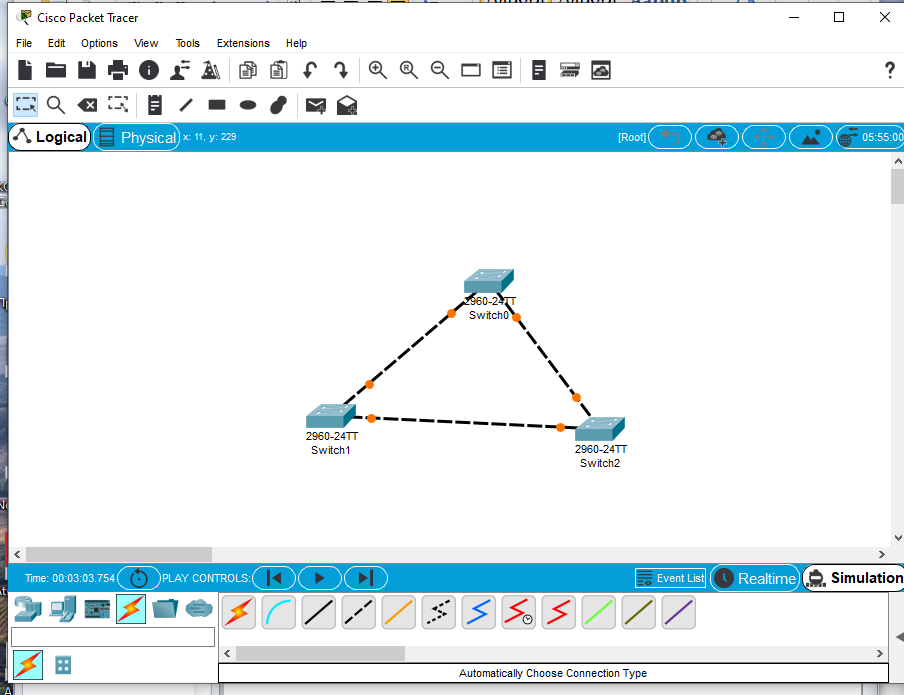 Cisco Packet Tracer
File Edit Options View Tools Extensions Help
Logical Physical x: 11, y: 229 [Root] 05:55:00
2960-24TT
Switch0
2960-24TT
Switch1
2960-24TT
Switch2
Time: 00:03:03.754 PLAY CONTROLS: Event List Realtime Simulation
Automatically Choose Connection Type